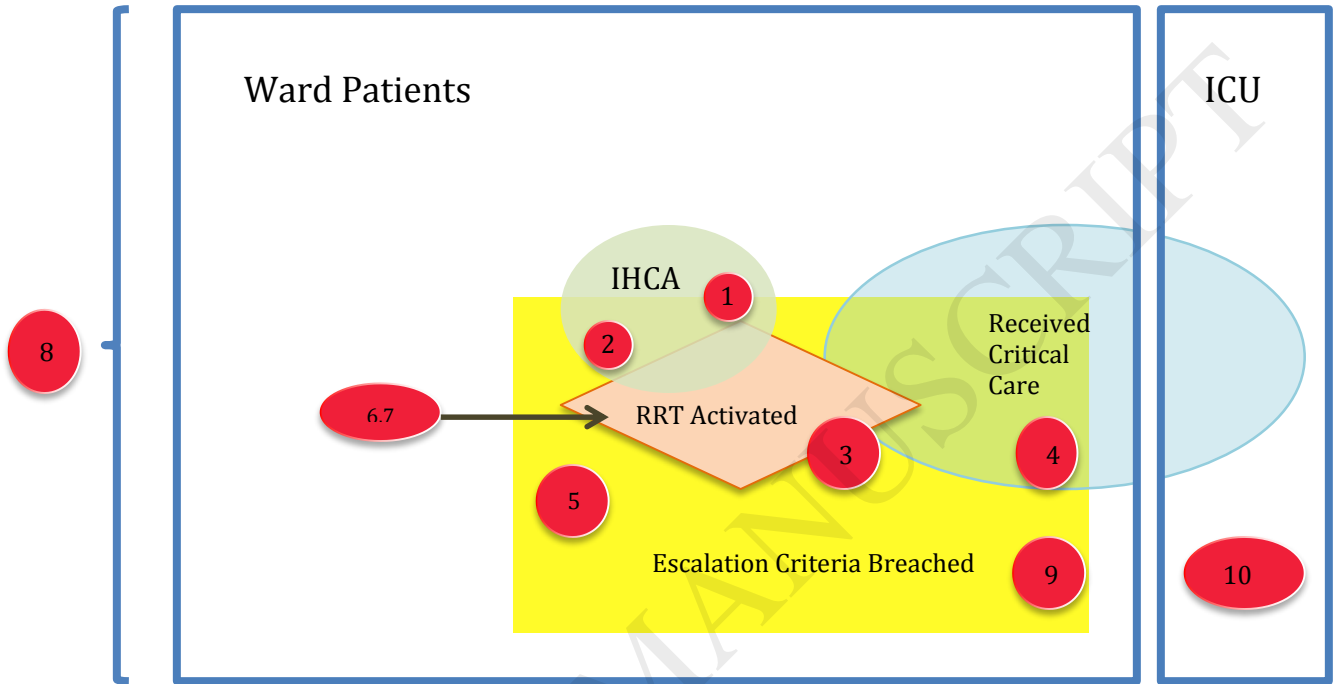 Ward Patients
ICU
IHCA
1
Received
Critical
Care
2
8
6.7
RRT Activated
3
4
5
Escalation Criteria Breached
9
10
MANUSCRIPT